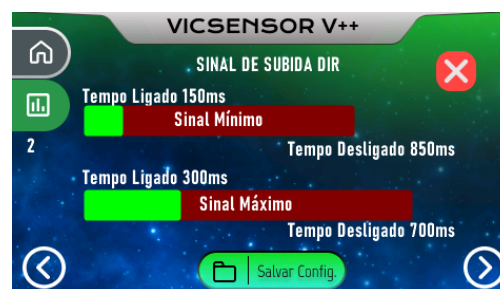 VICSENSOR V++
SINAL DE SUBIDA DIR
Tempo Ligado 150ms
Sinal Mínimo
2
Tempo Desligado 850ms
Tempo Ligado 300ms
Sinal Máximo
Tempo Desligado 700ms
Salvar Config.